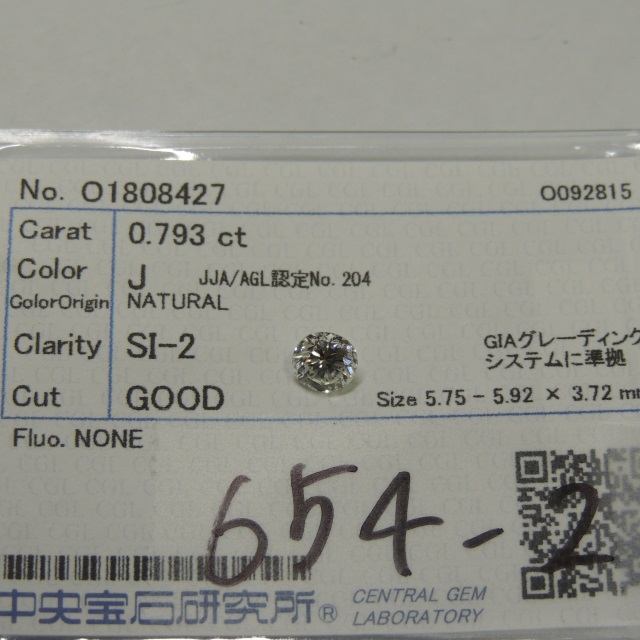 No. O1808427 O092815
Carat 0.793 ct
Color J JJA/AGL認定No. 204
ColorOrigin NATURAL
Clarity SI-2 GIAグレーディング
システムに準拠
Cut GOOD Size 5.75 - 5.92 × 3.72 m
Fluo. NONE
654-2
中央宝石研究所® CENTRAL GEM
LABORATORY